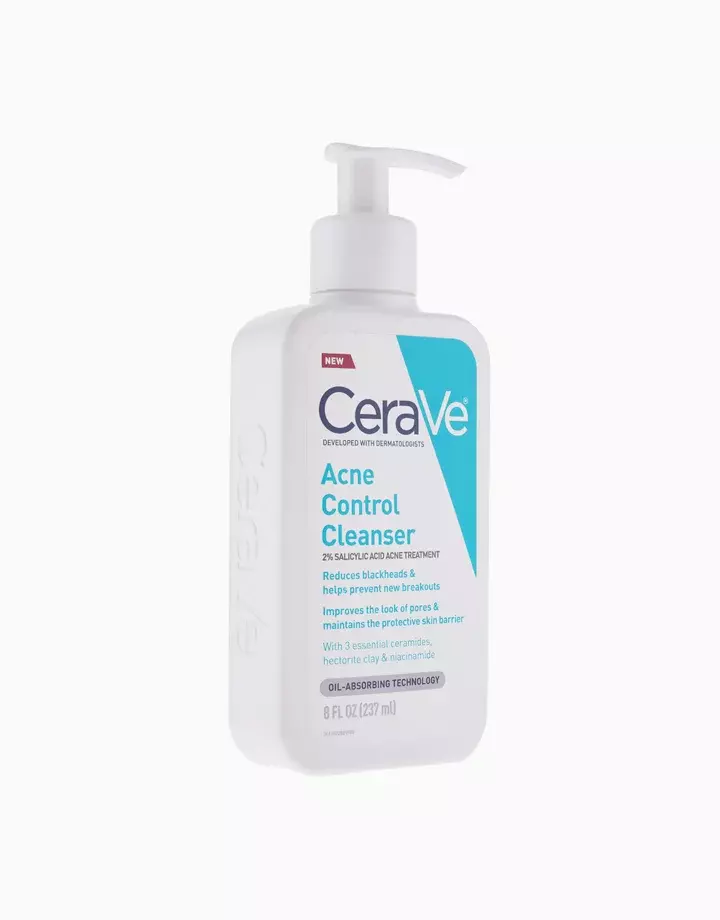 NEW
CeraVe®
DEVELOPED WITH DERMATOLOGISTS
Acne
Control
Cleanser
2% SALICYLIC ACID ACNE TREATMENT
Reduces blackheads &
helps prevent new breakouts
Improves the look of pores &
maintains the protective skin barrier
With 3 essential ceramides,
hectorite clay & niacinamide
OIL-ABSORBING TECHNOLOGY
8 FL OZ (237 ml)
CeraVe